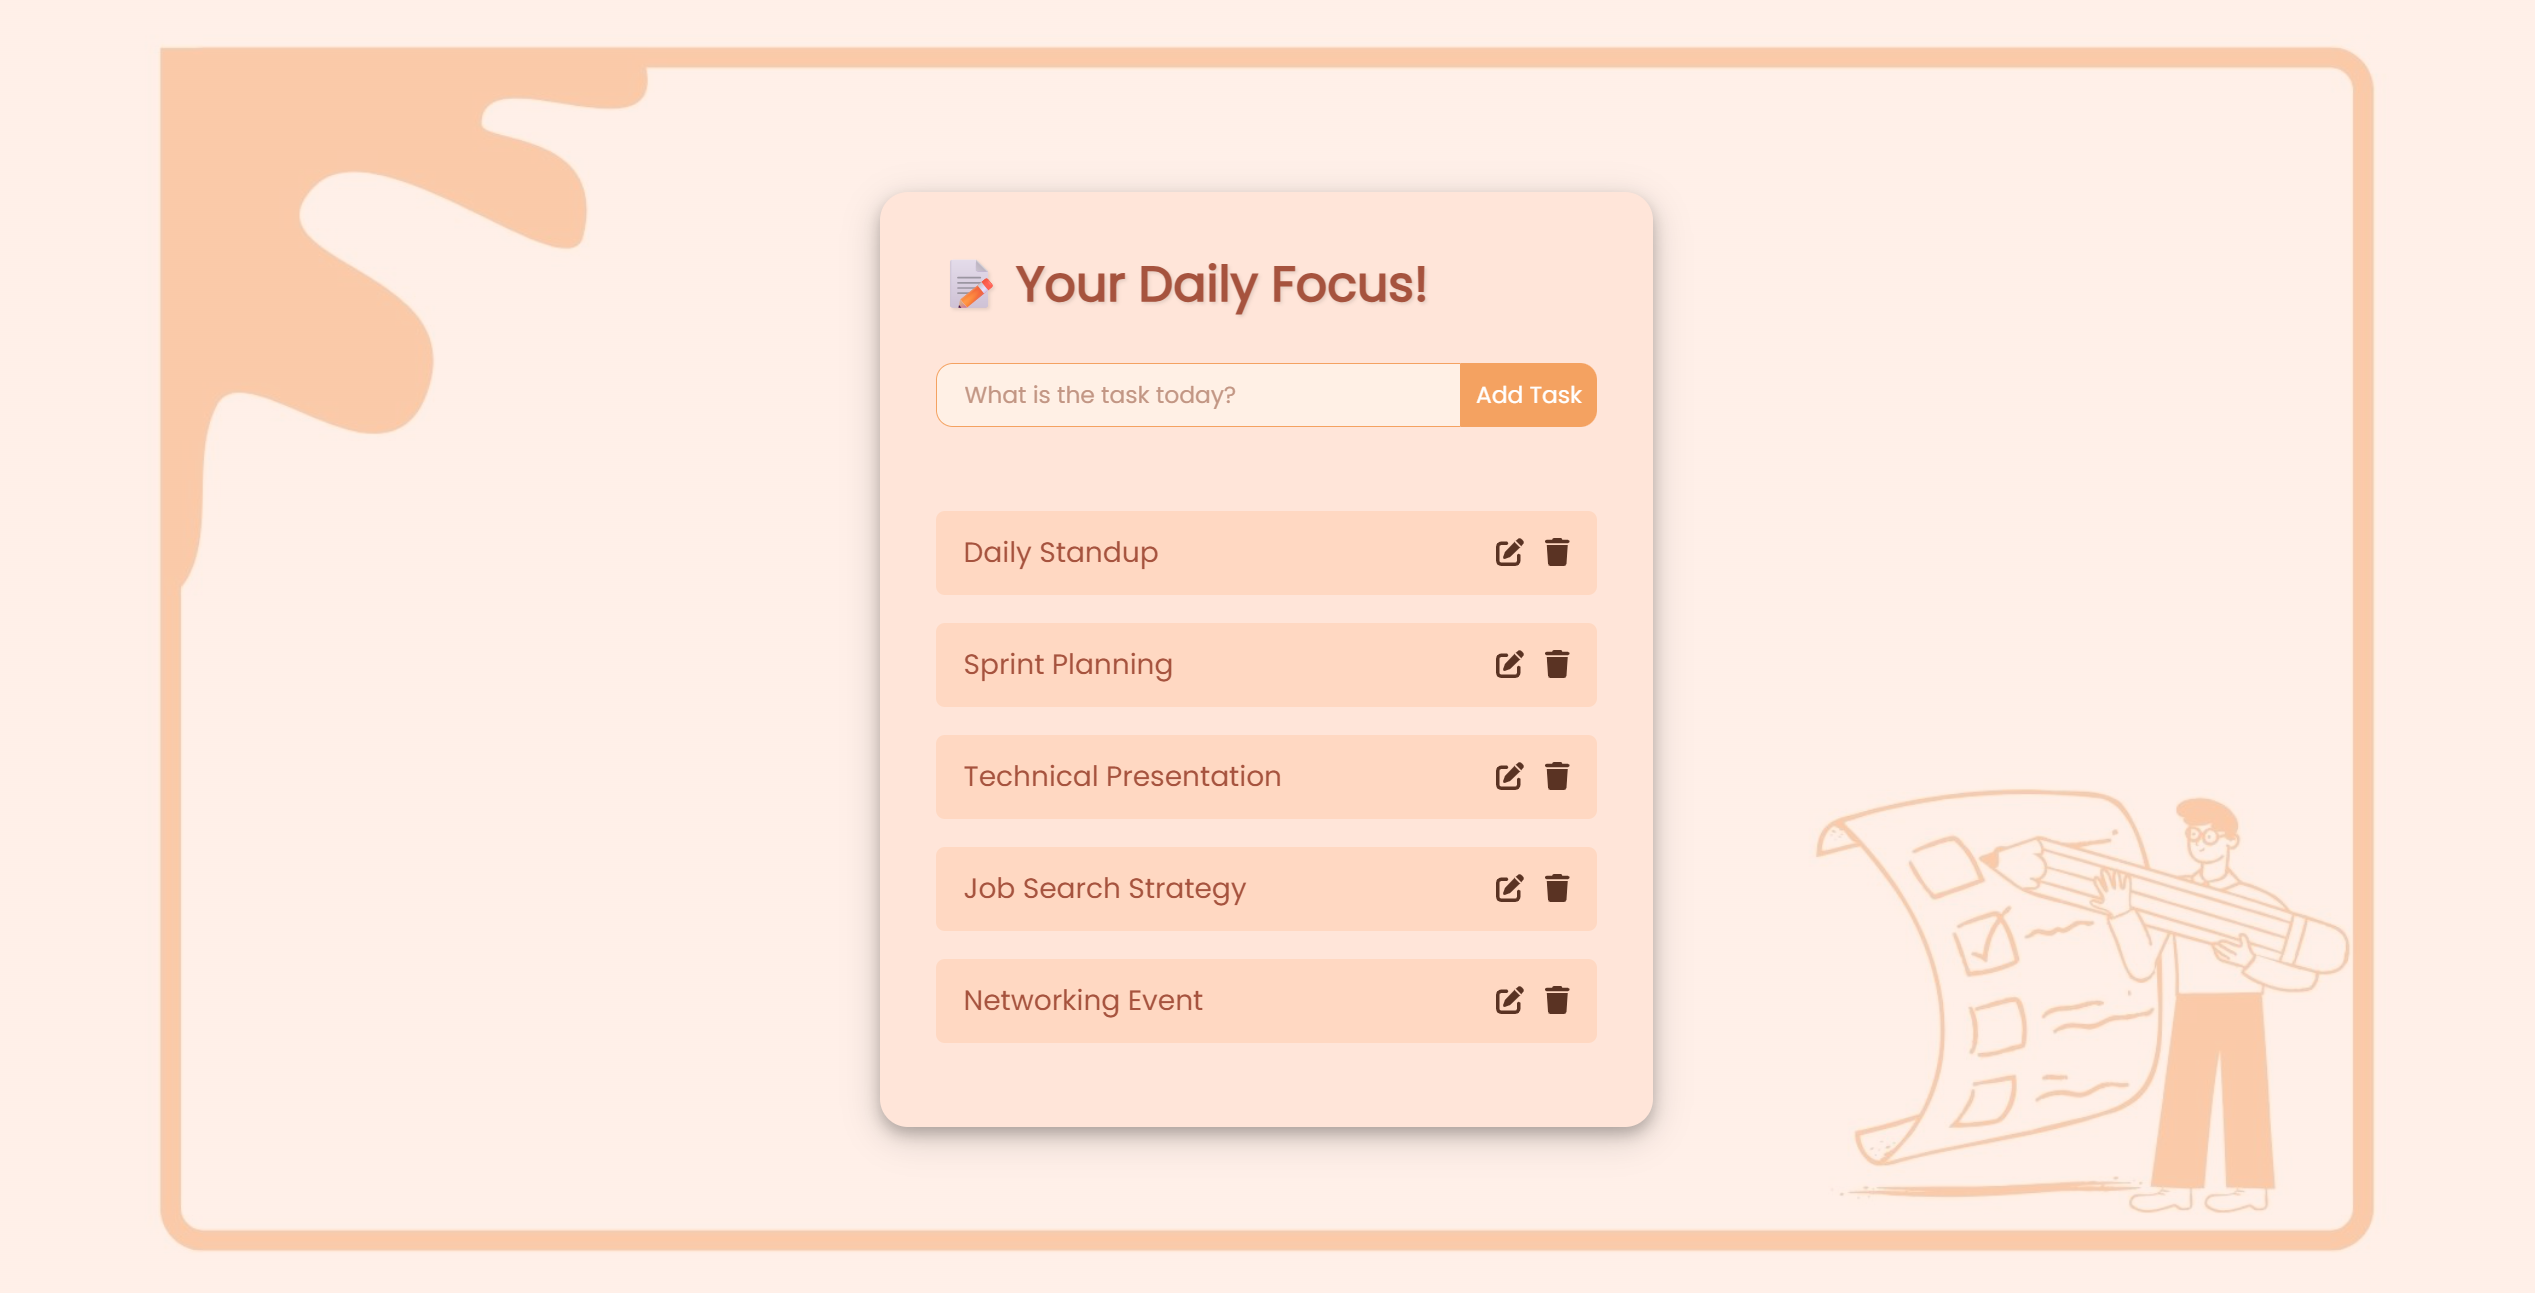 Your Daily Focus!
What is the task today?
Add Task
Daily Standup
Sprint Planning
Technical Presentation
Job Search Strategy
Networking Event